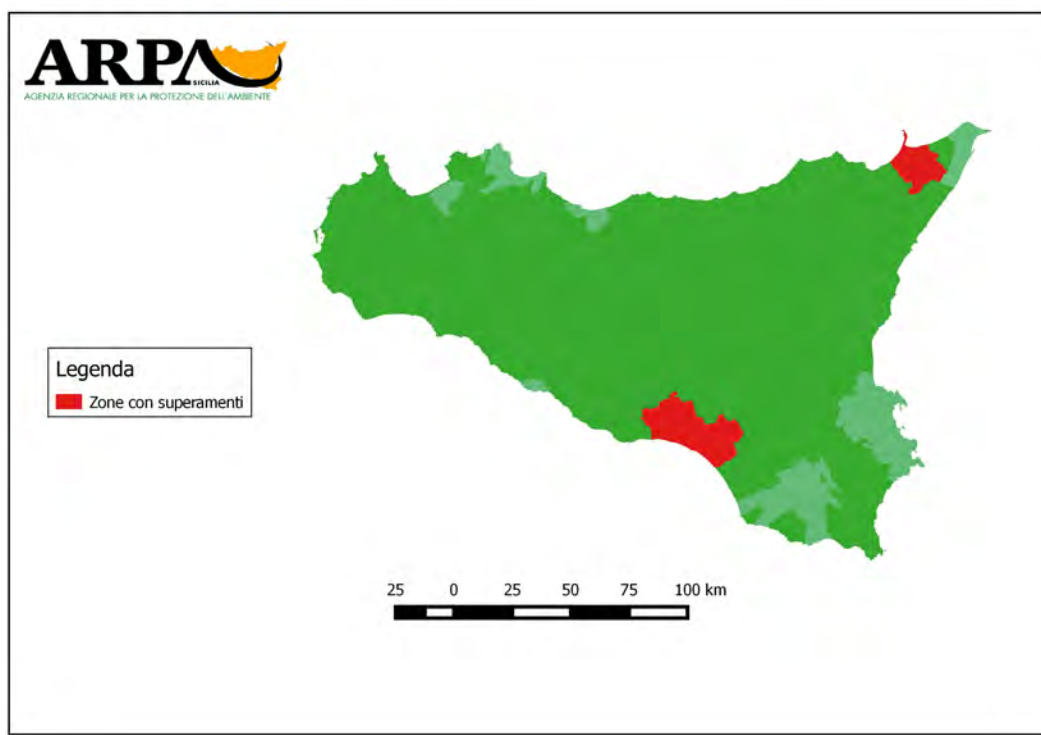 ARPA
SICILIA
AGENZIA REGIONALE PER LA PROTEZIONE DELL'AMBIENTE
Legenda
Zone con superamenti
25 0 25 50 75 100 km